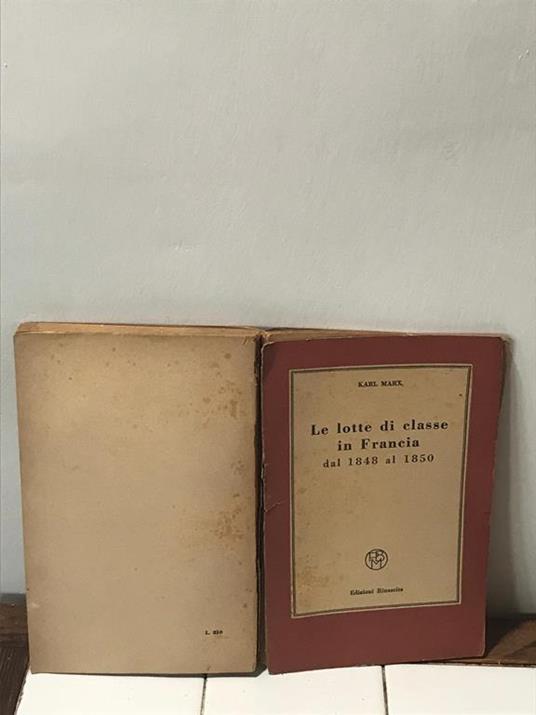 KARL MARX
Le lotte di classe
in Francia
dal 1848 al 1850
Edizioni Rinascita